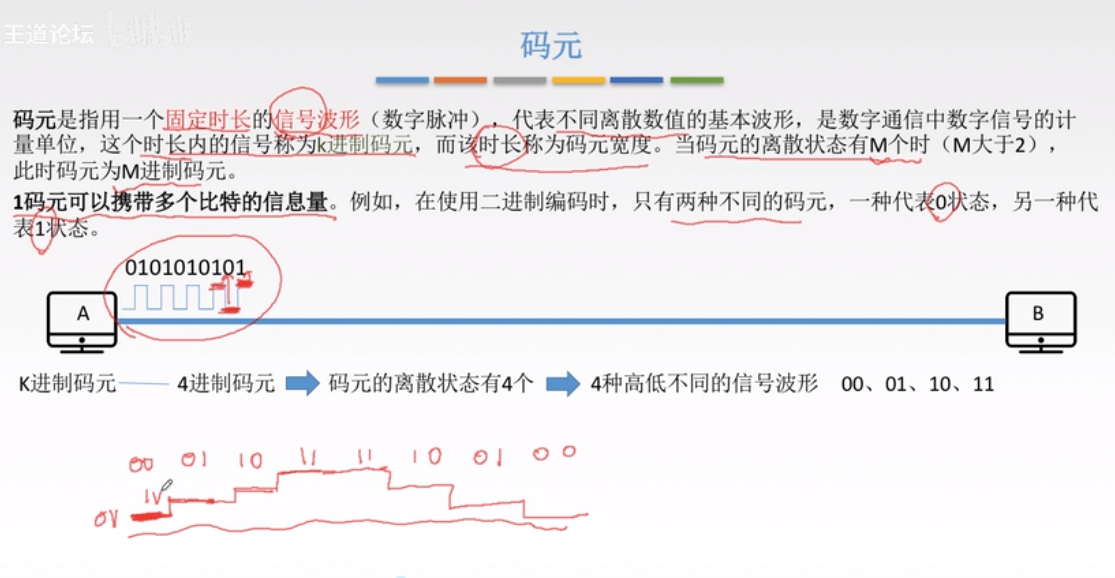 王道论坛 bilibili
码元
码元是指用一个固定时长的信号波形（数字脉冲），代表不同离散数值的基本波形，是数字通信中数字信号的计
量单位，这个时长内的信号称为k进制码元，而该时长称为码元宽度。当码元的离散状态有M个时（M大于2），
此时码元为M进制码元。
1码元可以携带多个比特的信息量。例如，在使用二进制编码时，只有两种不同的码元，一种代表0状态，另一种代
表1状态。
0101010101
A
B
K进制码元 4进制码元 码元的离散状态有4个 4种高低不同的信号波形 00、01、10、11
00 01 10 11 11 10 01 00
1V
0V